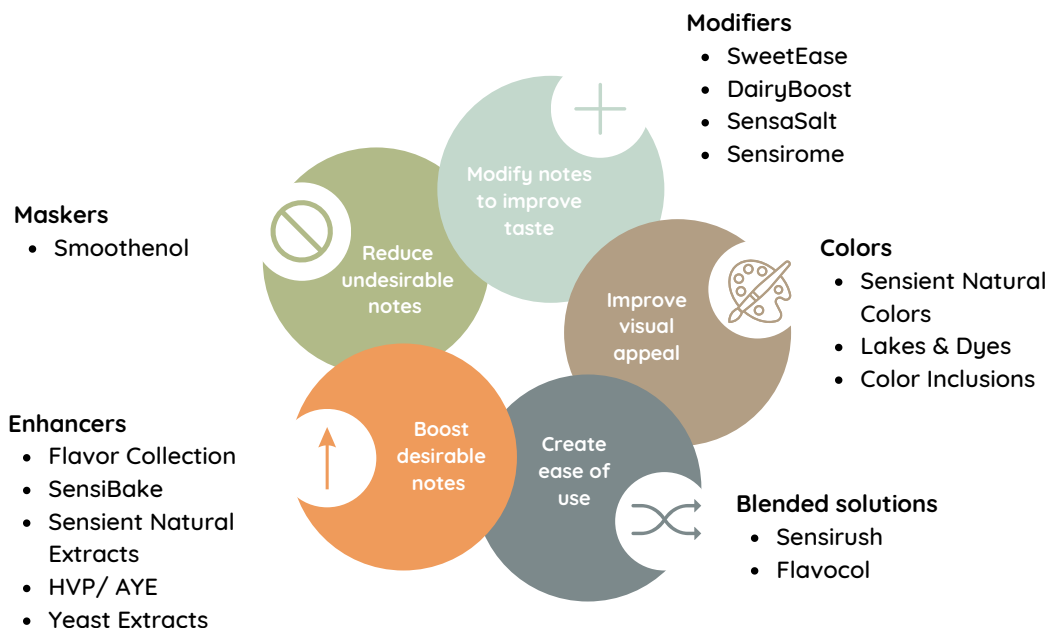 Modifiers
• SweetEase
• DairyBoost
• SensaSalt
• Sensirome
Modify notes
to improve
taste
Maskers
• Smoothenol
Reduce
undesirable
notes
Colors
• Sensient Natural
Colors
• Lakes & Dyes
• Color Inclusions
Improve
visual
appeal
Enhancers
• Flavor Collection
• SensiBake
• Sensient Natural
Extracts
• HVP/ AYE
• Yeast Extracts
Boost
desirable
notes
Create
ease of
use
Blended solutions
• Sensirush
• Flavocol